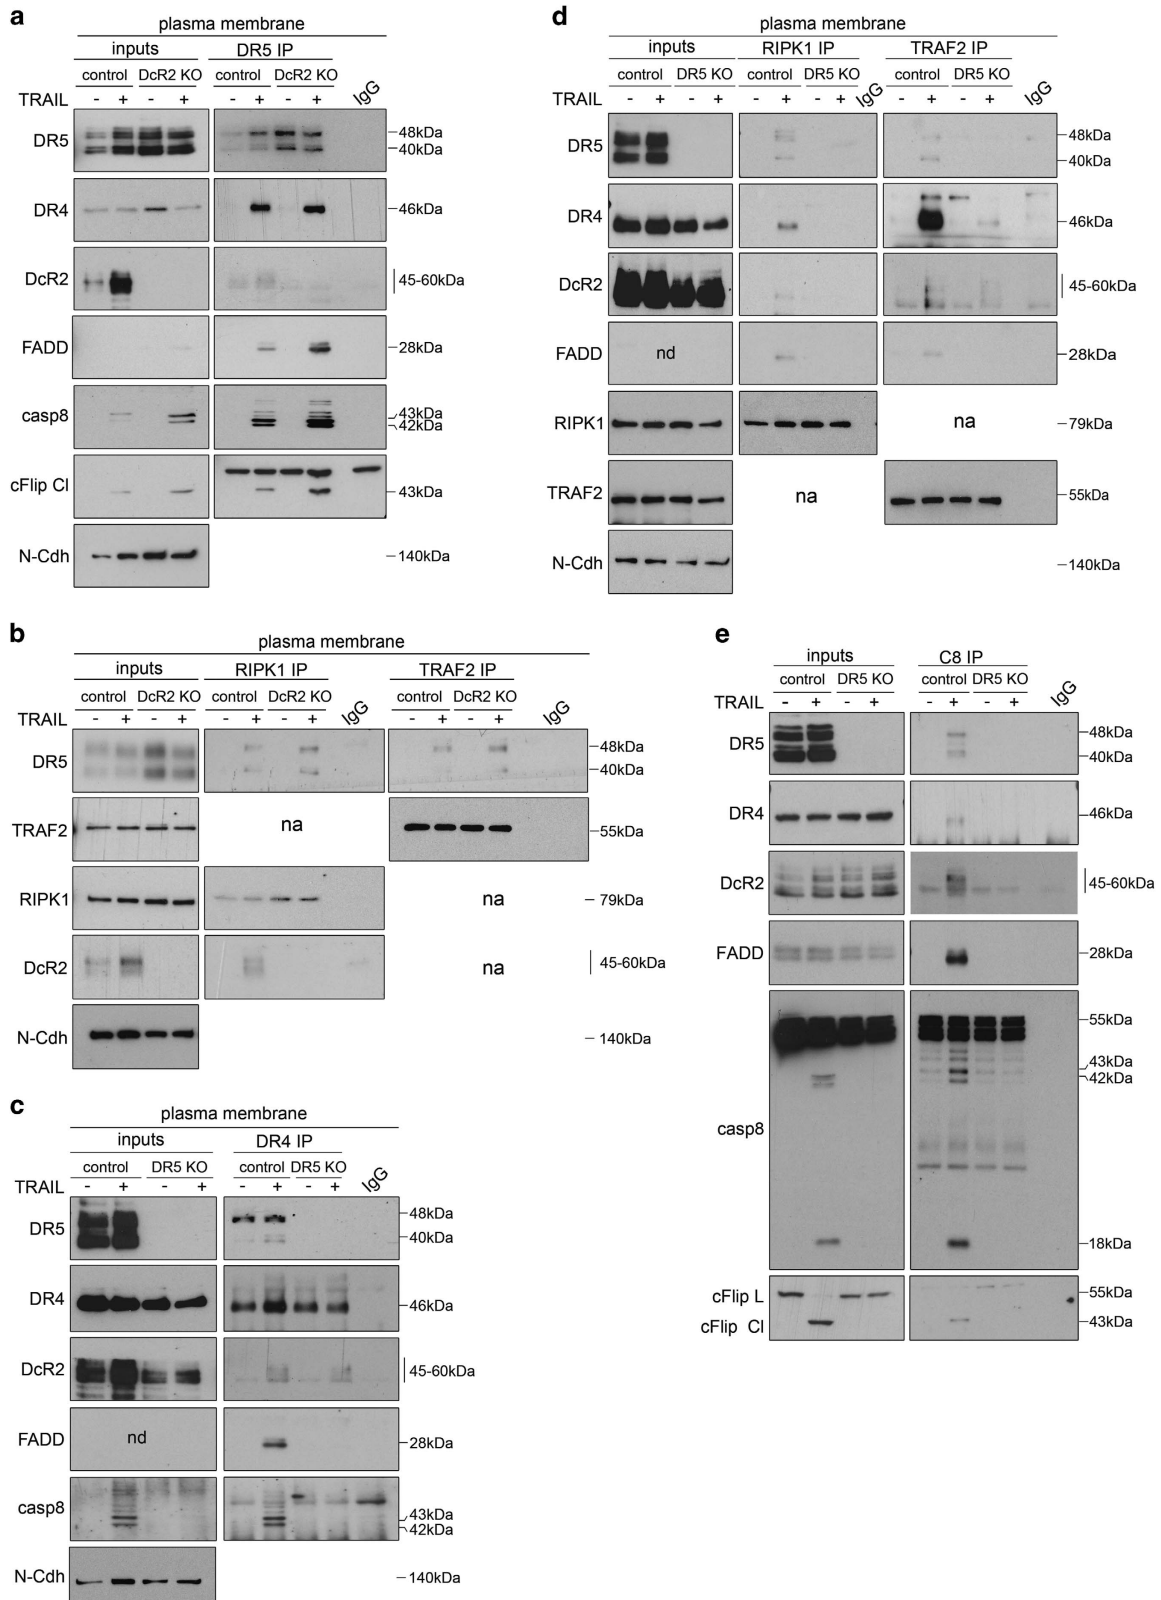 a
plasma membrane
inputs DR5 IP
control DcR2 KO control DcR2 KO IgG
TRAIL - + - + - + - +
DR5 48kDa
40kDa
DR4 46kDa
DcR2 45-60kDa
FADD 28kDa
casp8 43kDa
42kDa
cFlip Cl 43kDa
N-Cdh 140kDa
b
plasma membrane
inputs RIPK1 IP TRAF2 IP
control DcR2 KO control DcR2 KO IgG control DcR2 KO IgG
TRAIL - + - + - + - + - + - +
DR5 48kDa
40kDa
TRAF2 na 55kDa
RIPK1 na 79kDa
DcR2 na 45-60kDa
N-Cdh 140kDa
c
plasma membrane
inputs DR4 IP
control DR5 KO control DR5 KO IgG
TRAIL - + - + - + - +
DR5 48kDa
40kDa
DR4 46kDa
DcR2 45-60kDa
FADD nd 28kDa
casp8 43kDa
42kDa
N-Cdh 140kDa
d
plasma membrane
inputs RIPK1 IP TRAF2 IP
control DR5 KO control DR5 KO IgG control DR5 KO IgG
TRAIL - + - + - + - + - + - +
DR5 48kDa
40kDa
DR4 46kDa
DcR2 45-60kDa
FADD nd 28kDa
RIPK1 na 79kDa
TRAF2 na 55kDa
N-Cdh 140kDa
e
inputs C8 IP
control DR5 KO control DR5 KO IgG
TRAIL - + - + - + - +
DR5 48kDa
40kDa
DR4 46kDa
DcR2 45-60kDa
FADD 28kDa
55kDa
43kDa
42kDa
casp8
18kDa
cFlip L 55kDa
cFlip Cl 43kDa